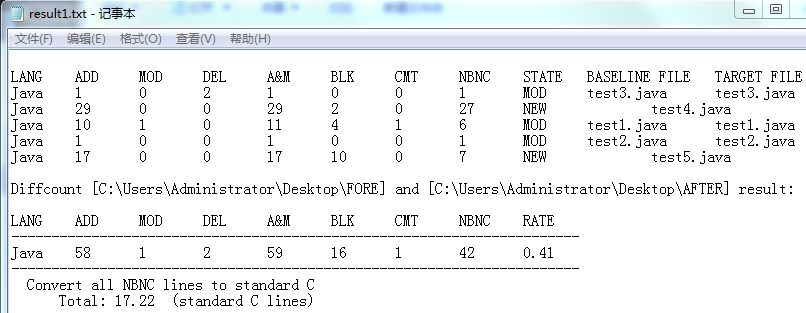 result1.txt - 记事本
文件(F) 编辑(E) 格式(O) 查看(V) 帮助(H)
LANG ADD MOD DEL A&M BLK CMT NBNC STATE BASELINE FILE TARGET FILE
Java 1 0 2 1 0 0 1 MOD test3.java test3.java
Java 29 0 0 29 2 0 27 NEW test4.java
Java 10 1 0 11 4 1 6 MOD test1.java test1.java
Java 1 0 0 1 0 0 1 MOD test2.java test2.java
Java 17 0 0 17 10 0 7 NEW test5.java
Diffcount [C:\Users\Administrator\Desktop\FORE] and [C:\Users\Administrator\Desktop\AFTER] result:
LANG ADD MOD DEL A&M BLK CMT NBNC RATE
-----------------------------------------------------------------------
Java 58 1 2 59 16 1 42 0.41
-----------------------------------------------------------------------
Convert all NBNC lines to standard C
Total: 17.22 (standard C lines)